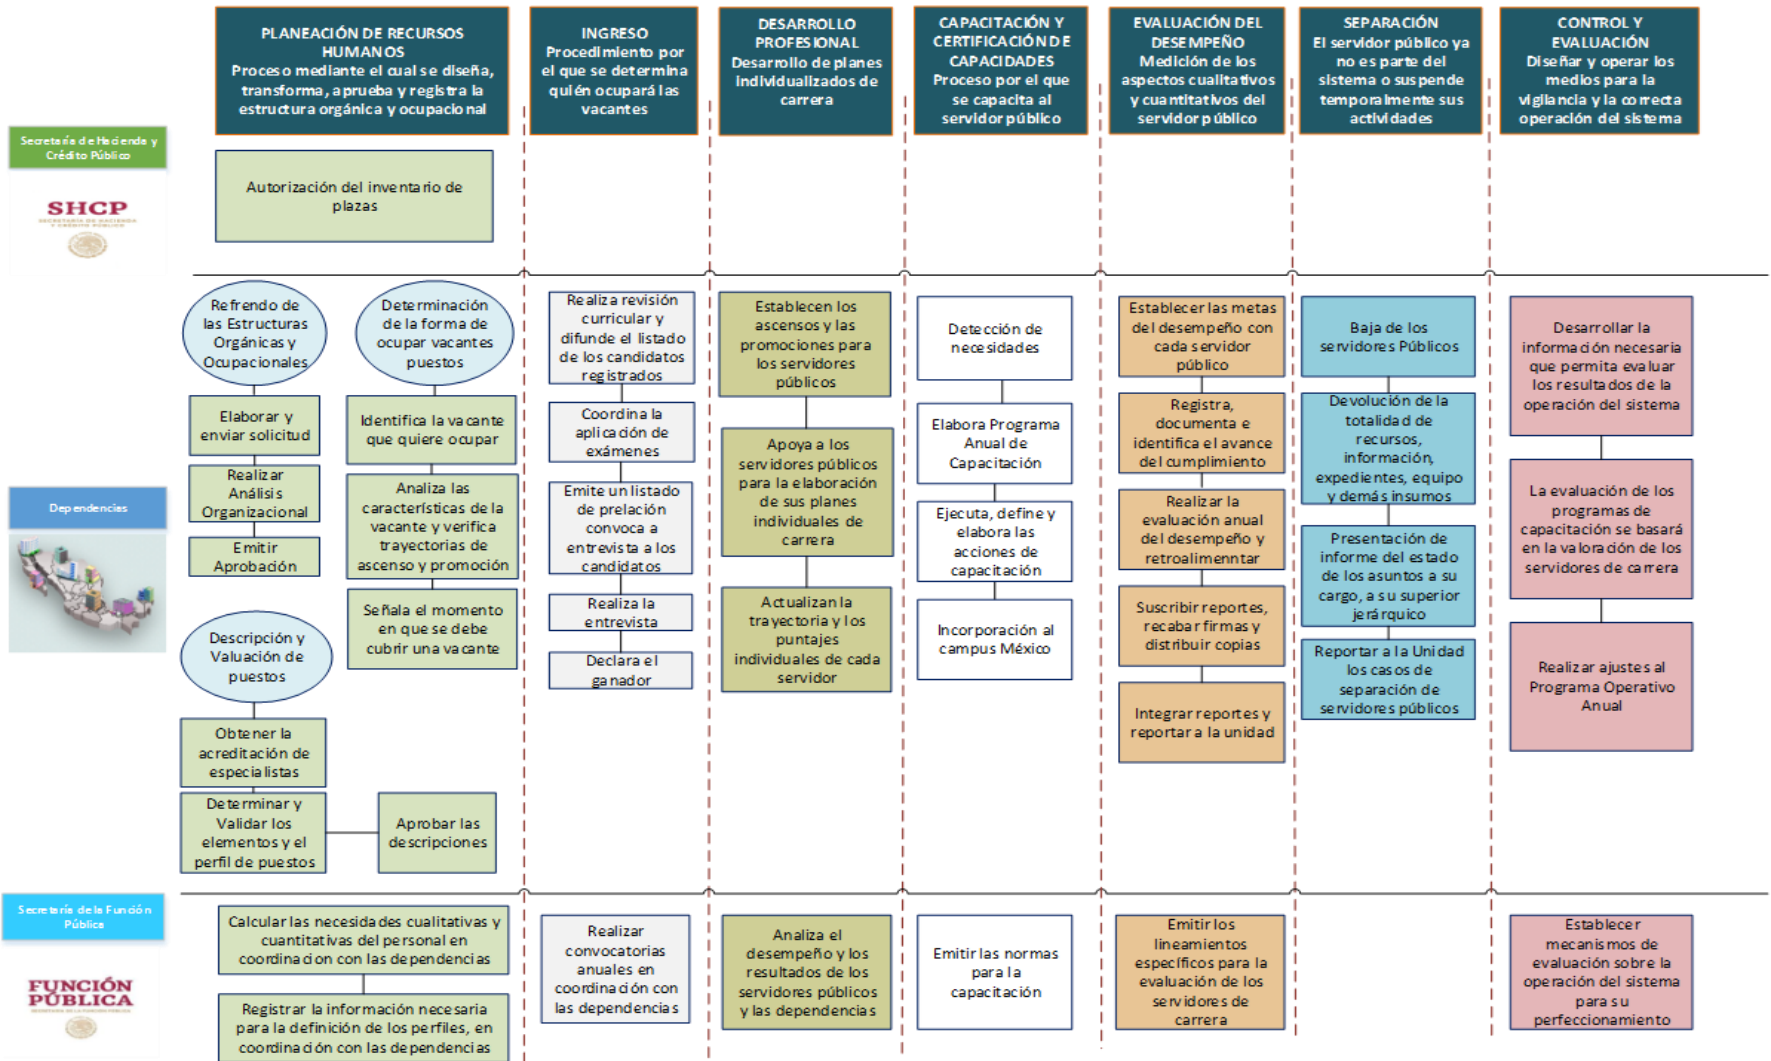 PLANEACIÓN DE RECURSOS
HUMANOS
Proceso mediante el cual se diseña,
transforma, aprueba y registra la
estructura orgánica y ocupacional
INGRESO
Procedimiento por
el que se determina
quién ocupará las
vacantes
DESARROLLO
PROFESIONAL
Desarrollo de planes
individualizados de
carrera
CAPACITACIÓN Y
CERTIFICACIÓN DE
CAPACIDADES
Proceso por el que
se capacita al
servidor público
EVALUACIÓN DEL
DESEMPEÑO
Medición de los
aspectos cualitativos
y cuantitativos del
servidor público
SEPARACIÓN
El servidor público ya
no es parte del
sistema o suspende
temporalmente sus
actividades
CONTROL Y
EVALUACIÓN
Diseñar y operar los
medios para la
vigilancia y la correcta
operación del sistema
Secretaría de Hacienda y
Crédito Público
SHCP
SECRETARÍA DE HACIENDA
Y CRÉDITO PÚBLICO
Autorización del inventario de
plazas
Dependencias
Refrendo de
las Estructuras
Orgánicas y
Ocupacionales
Elaborar y
enviar solicitud
Realizar
Análisis
Organizacional
Emitir
Aprobación
Determinación
de la forma de
ocupar vacantes
puestos
Identifica la vacante
que quiere ocupar
Analiza las
características de la
vacante y verifica
trayectorias de
ascenso y promoción
Señala el momento
en que se debe
cubrir una vacante
Descripción y
Valuación de
puestos
Obtener la
acreditación de
especialistas
Determinar y
Validar los
elementos y el
perfil de puestos
Aprobar las
descripciones
Realiza revisión
curricular y
difunde el listado
de los candidatos
registrados
Coordina la
aplicación de
exámenes
Emite un listado
de prelación
convoca a
entrevista a los
candidatos
Realiza la
entrevista
Declara el
ganador
Establecen los
ascensos y las
promociones para
los servidores
públicos
Apoya a los
servidores públicos
para la elaboración
de sus planes
individuales de
carrera
Actualizan la
trayectoria y los
puntajes
individuales de cada
servidor
Detección de
necesidades
Elabora Programa
Anual de
Capacitación
Ejecuta, define y
elabora las
acciones de
capacitación
Incorporación al
campus México
Establecer las metas
del desempeño con
cada servidor
público
Registra,
documenta e
identifica el avance
del cumplimiento
Realizar la
evaluación anual
del desempeño y
retroalimenntar
Suscribir reportes,
recabar firmas y
distribuir copias
Integrar reportes y
reportar a la unidad
Baja de los
servidores Públicos
Devolución de la
totalidad de
recursos,
información,
expedientes, equipo
y demás insumos
Presentación de
informe del estado
de los asuntos a su
cargo, a su superior
jerárquico
Reportar a la Unidad
los casos de
separación de
servidores públicos
Desarrollar la
información necesaria
que permita evaluar
los resultados de la
operación del sistema
La evaluación de los
programas de
capacitación se basará
en la valoración de los
servidores de carrera
Realizar ajustes al
Programa Operativo
Anual
Secretaría de la Función
Pública
FUNCIÓN
PÚBLICA
SECRETARÍA DE LA FUNCIÓN PÚBLICA
Calcular las necesidades cualitativas y
cuantitativas del personal en
coordinacion con las dependencias
Registrar la información necesaria
para la definición de los perfiles, en
coordinación con las dependencias
Realizar
convocatorias
anuales en
coordinación con
las dependencias
Analiza el
desempeño y los
resultados de los
servidores públicos
y las dependencias
Emitir las normas
para la
capacitación
Emitir los
lineamientos
específicos para la
evaluación de los
servidores de
carrera
Establecer
mecanismos de
evaluación sobre la
operación del sistema
para su
perfeccionamiento